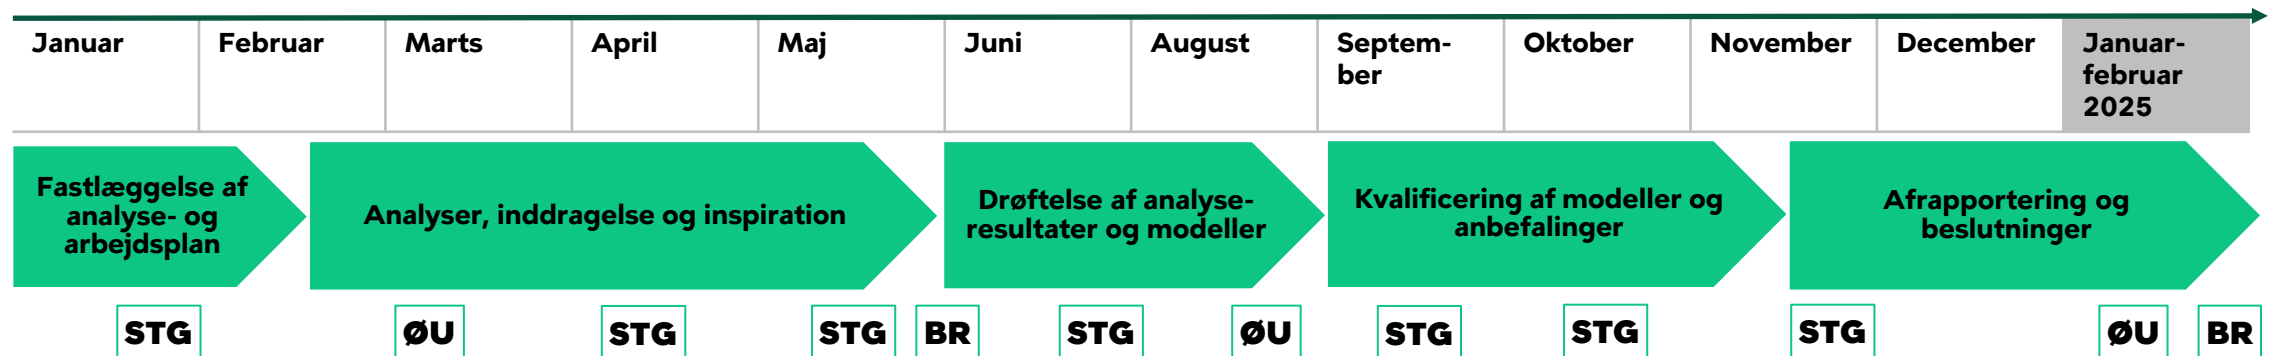 Januar
Februar
Marts
April
Maj
Juni
August
Septem-
ber
Oktober
November
December
Januar-
februar
2025
Fastlæggelse af
analyse- og
arbejdsplan
Analyser, inddragelse og inspiration
Drøftelse af analyse-
resultater og modeller
Kvalificering af modeller og
anbefalinger
Afrapportering og
beslutninger
STG
ØU
STG
STG
BR
STG
ØU
STG
STG
STG
ØU
BR